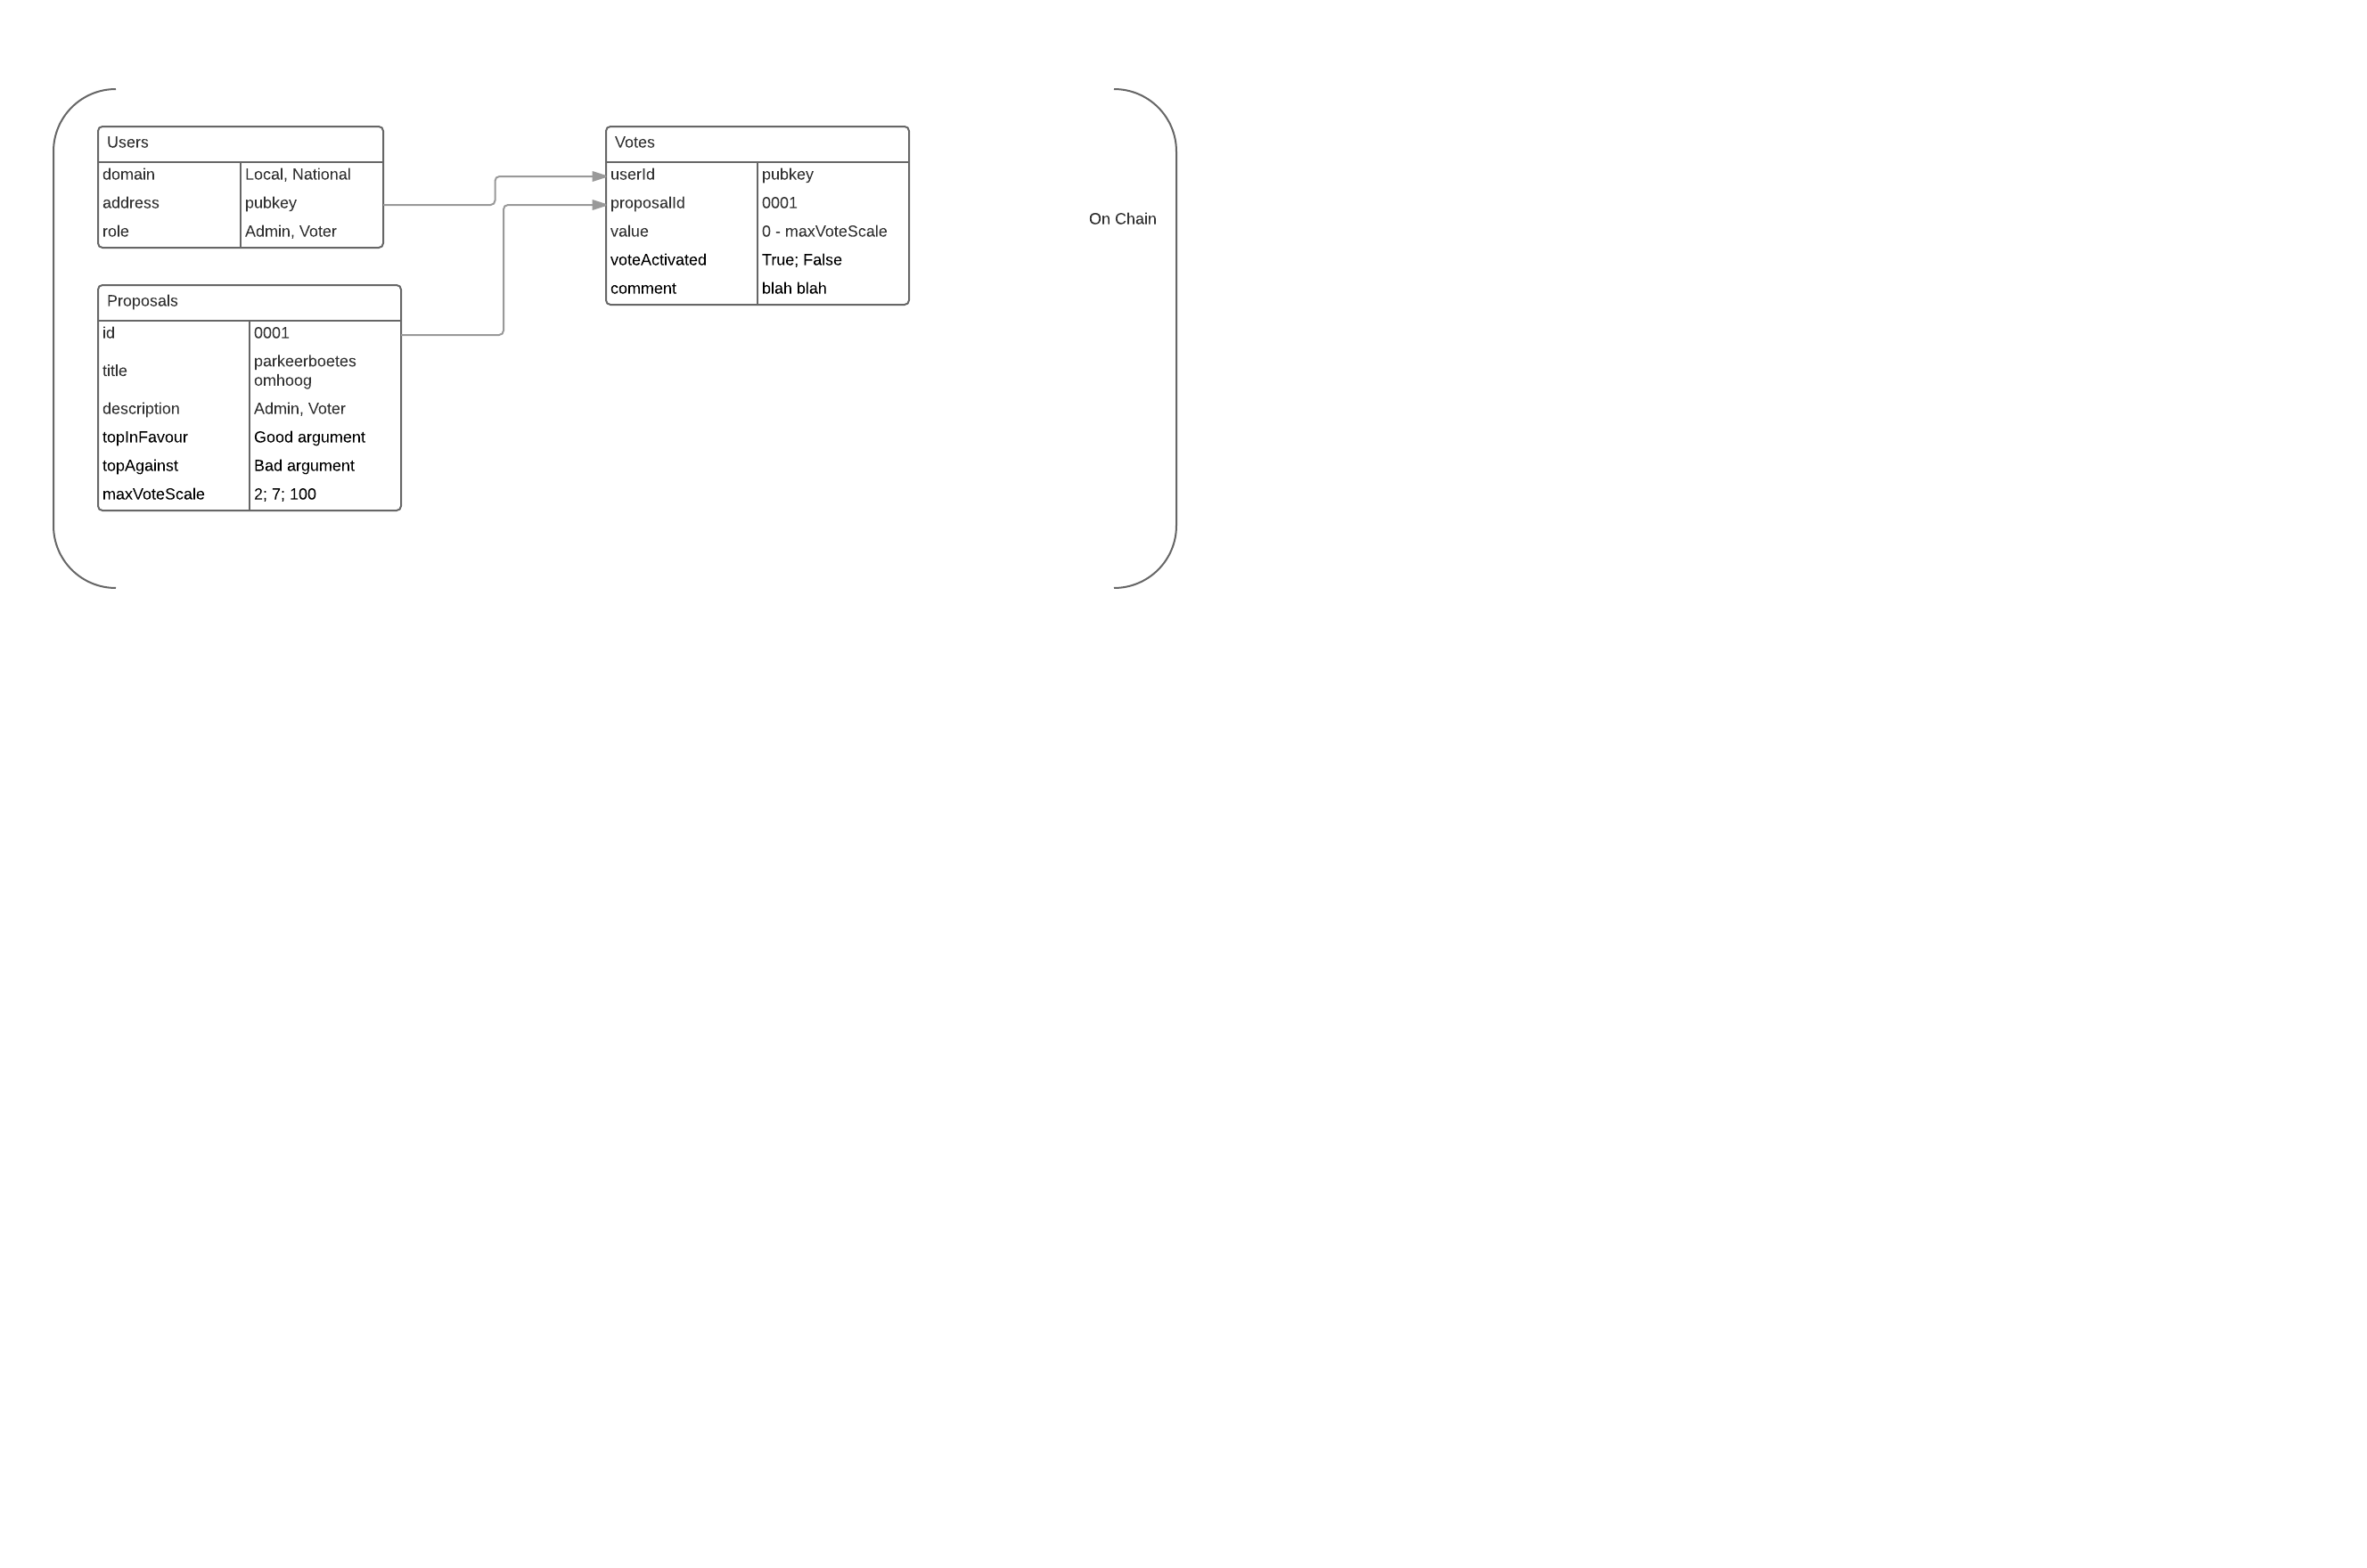 Users
domain Local, National
address pubkey
role Admin, Voter
Votes
userId pubkey
proposalId 0001
value 0 - maxVoteScale
voteActivated True; False
comment blah blah
On Chain
Proposals
id 0001
title parkeerboetes
omhoog
description Admin, Voter
topInFavour Good argument
topAgainst Bad argument
maxVoteScale 2; 7; 100